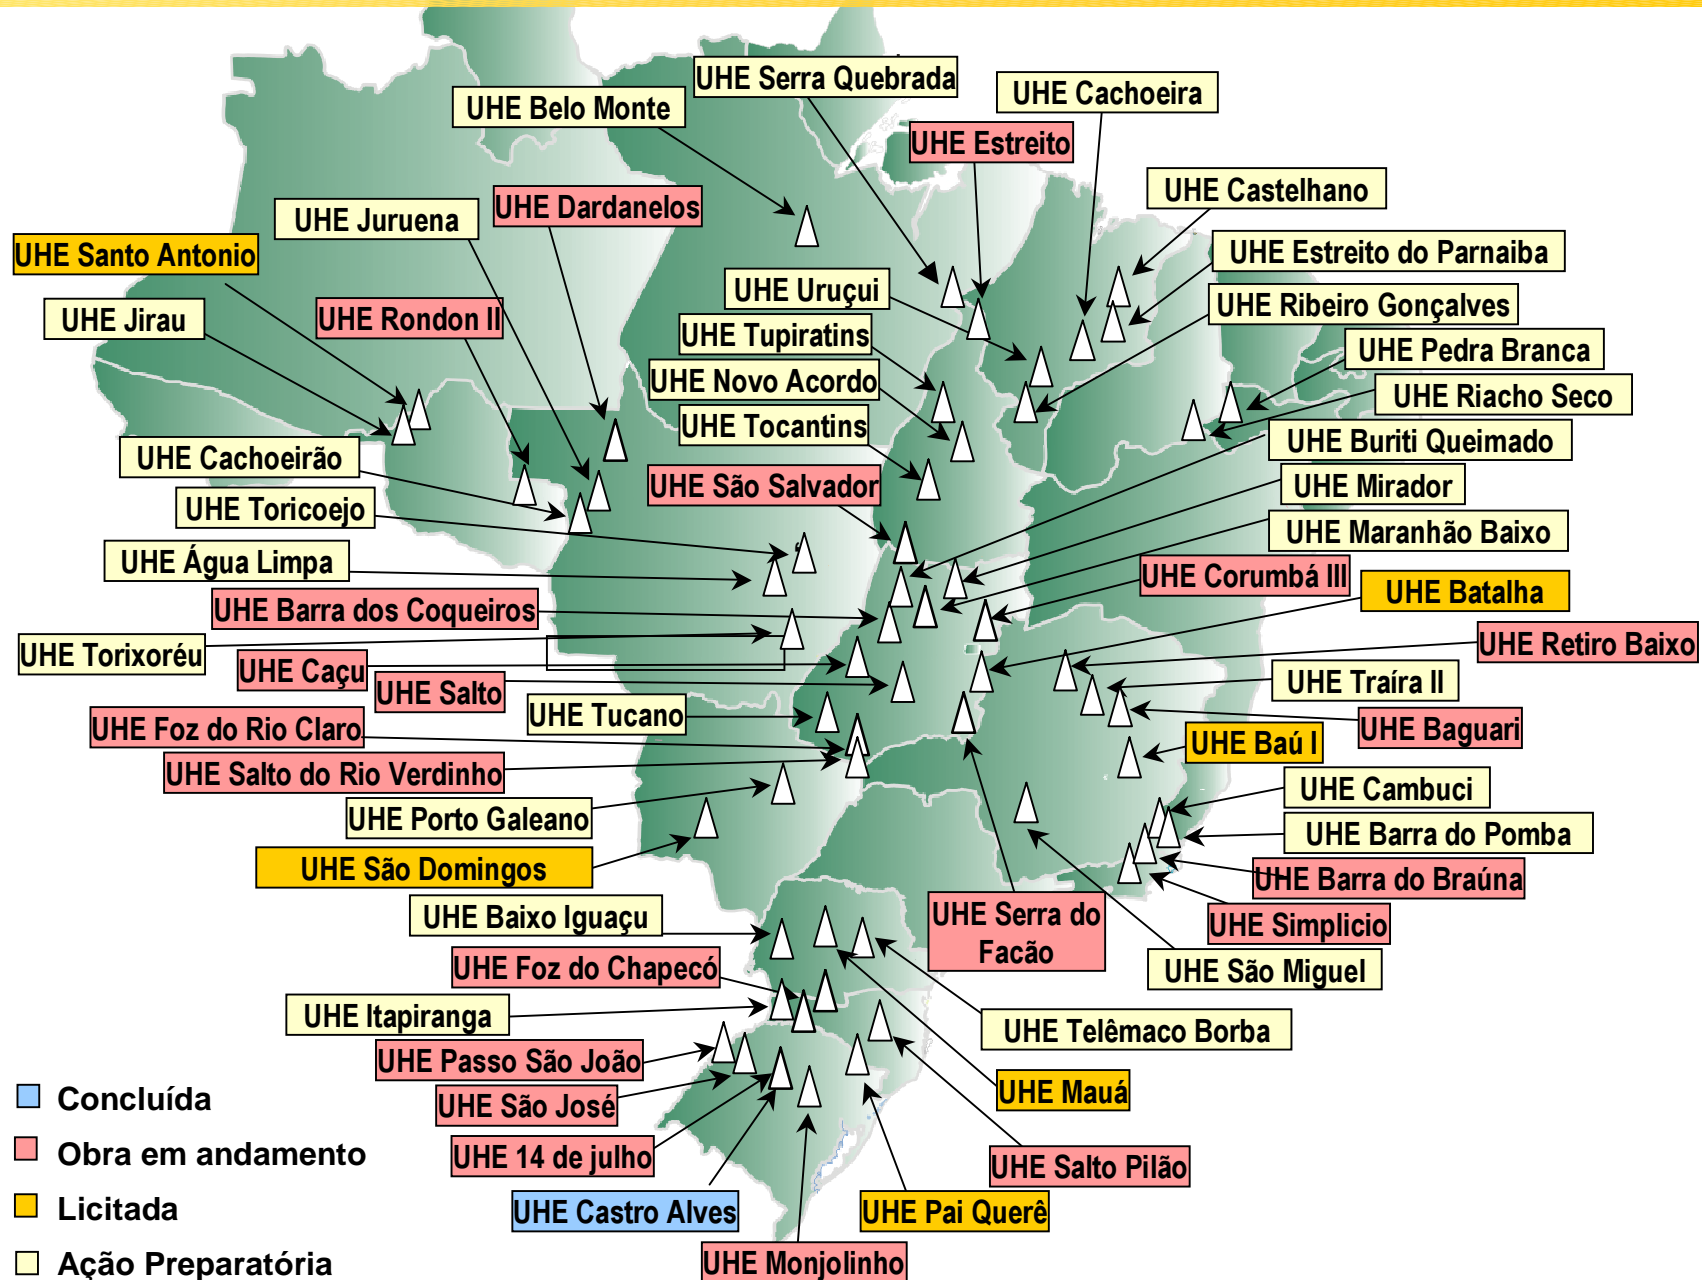 UHE Serra Quebrada
UHE Cachoeira
UHE Belo Monte
UHE Estreito
UHE Castelhano
UHE Dardanelos
UHE Juruena
UHE Santo Antonio
UHE Estreito do Parnaiba
UHE Uruçui
UHE Ribeiro Gonçalves
UHE Rondon II
UHE Jirau
UHE Tupiratins
UHE Pedra Branca
UHE Novo Acordo
UHE Riacho Seco
UHE Tocantins
UHE Buriti Queimado
UHE Cachoeirão
UHE São Salvador
UHE Mirador
UHE Toricoejo
UHE Maranhão Baixo
UHE Água Limpa
UHE Corumbá III
UHE Batalha
UHE Barra dos Coqueiros
UHE Retiro Baixo
UHE Torixoréu
UHE Caçu
UHE Salto
UHE Traíra II
UHE Tucano
UHE Foz do Rio Claro
UHE Baguari
UHE Baú I
UHE Salto do Rio Verdinho
UHE Cambuci
UHE Porto Galeano
UHE Barra do Pomba
UHE São Domingos
UHE Barra do Braúna
UHE Baixo Iguaçu
UHE Serra do
Facão
UHE Simplicio
UHE Foz do Chapecó
UHE São Miguel
UHE Itapiranga
UHE Telêmaco Borba
UHE Passo São João
UHE Mauá
UHE São José
UHE 14 de julho
UHE Salto Pilão
UHE Castro Alves
UHE Pai Querê
UHE Monjolinho
Concluída
Obra em andamento
Licitada
Ação Preparatória